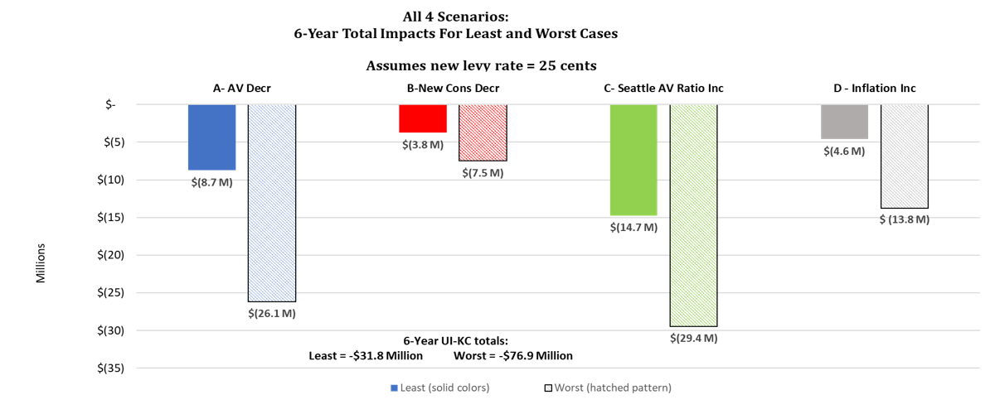 All 4 Scenarios:
6-Year Total Impacts For Least and Worst Cases
Assumes new levy rate = 25 cents
A- AV Decr
B-New Cons Decr
C- Seattle AV Ratio Inc
D - Inflation Inc
$-
$(5)
$(10)
$(15)
$(20)
$(25)
$(30)
$(35)
Millions
$(8.7 M)
$(26.1 M)
$(3.8 M)
$(7.5 M)
$(14.7 M)
$(29.4 M)
$(4.6 M)
$ (13.8 M)
6-Year UI-KC totals:
Least = -$31.8 Million Worst = -$76.9 Million
Least (solid colors)
Worst (hatched pattern)